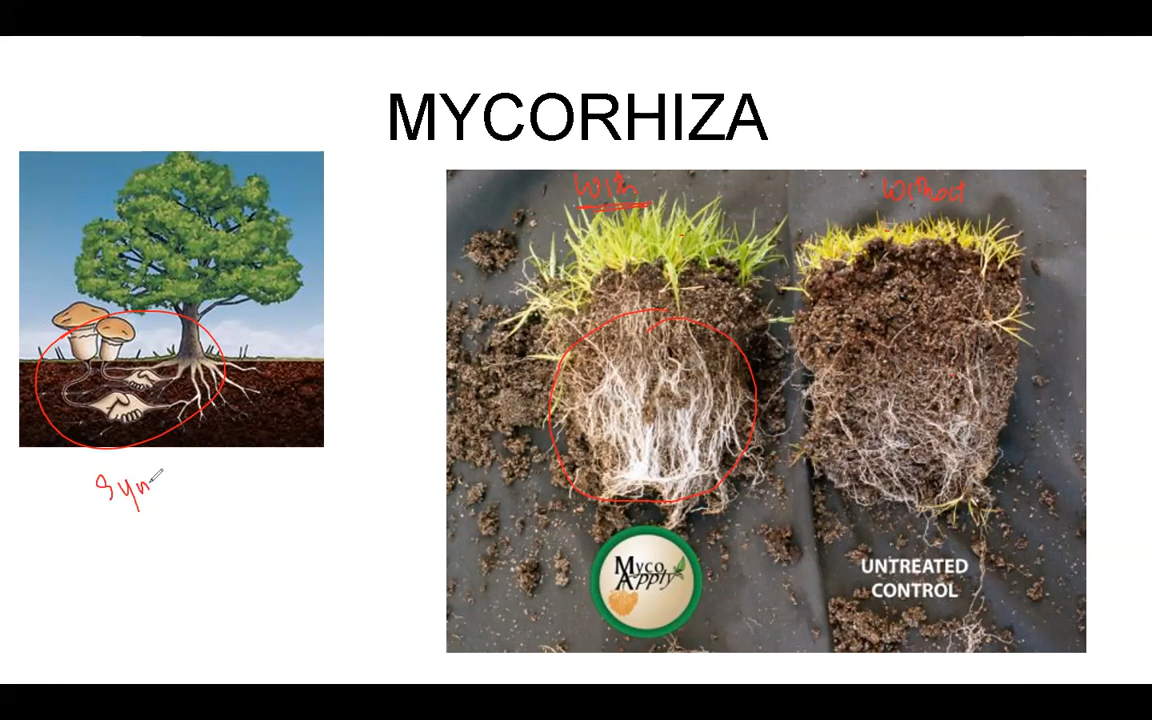 MYCORHIZA
With
Without
Syn
Myco
Apply
UNTREATED
CONTROL